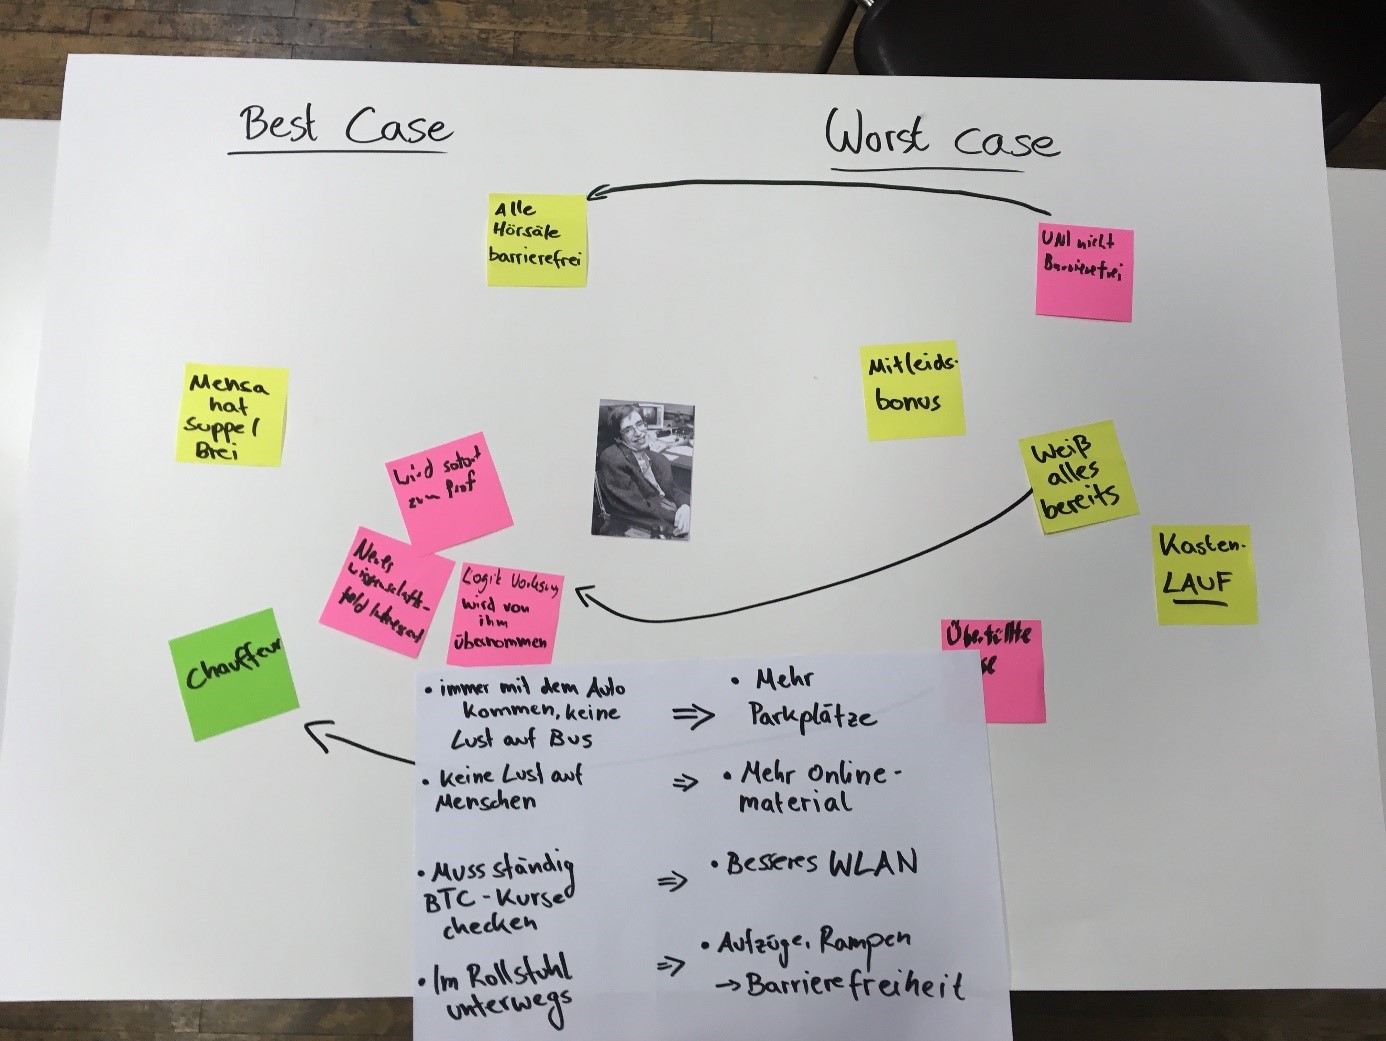 Best Case
Worst case
Alle
Hörsäle
barrierefrei
UNI nicht
Barrierefrei
Mensa
hat
Suppe/
Brei
Mitleids-
bonus
Wird sofort
zum Prof
Weiß
alles
bereits
Kasten-
LAUF
Neues
wissenschafts-
feld
Logik Vorlesung
wird von
ihm
übernommen
Chauffeur
Überfüllte
• immer mit dem Auto
kommen, keine
Lust auf Bus
⇒
• Mehr
Parkplätze
• keine Lust auf
Menschen
⇒
• Mehr Online-
material
• Muss ständig
BTC-Kurse
checken
⇒
• Besseres WLAN
• Im Rollstuhl
unterwegs
⇒
• Aufzüge, Rampen
→ Barrierefreiheit